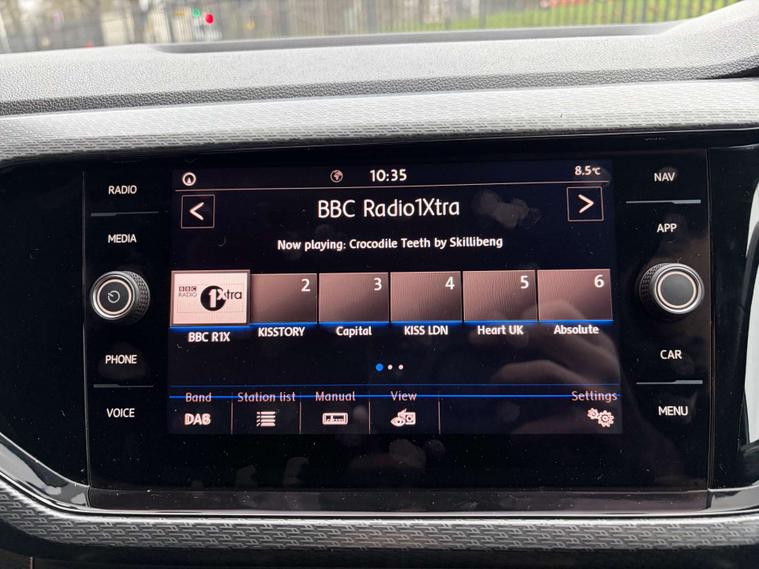 RADIO
MEDIA
PHONE
VOICE
10:35
8.5°C
<
BBC Radio1Xtra
>
Now playing: Crocodile Teeth by Skillibeng
BBC
RADIO 1Xtra
2
3
4
5
6
BBC R1X
KISSTORY
Capital
KISS LDN
Heart UK
Absolute
Band
Station list
Manual
View
Settings
DAB
NAV
APP
CAR
MENU